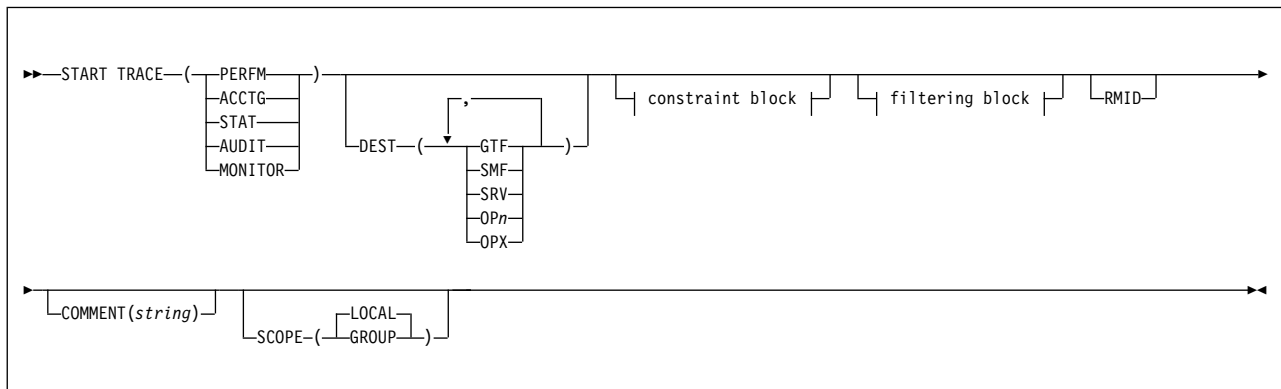 START TRACE ( PERFM )
ACCTG
STAT
AUDIT
MONITOR
DEST ( , GTF )
SMF
SRV
OPn
OPX
constraint block
filtering block
RMID
COMMENT(string)
SCOPE ( LOCAL
GROUP )